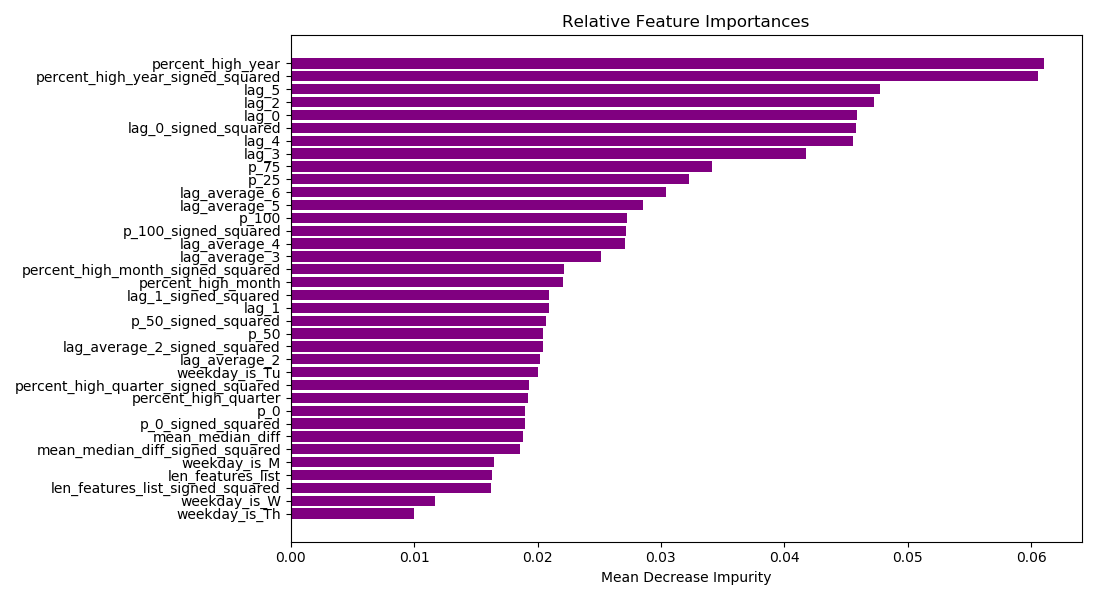 Relative Feature Importances
percent_high_year
percent_high_year_signed_squared
lag_5
lag_2
lag_0
lag_0_signed_squared
lag_4
lag_3
p_75
p_25
lag_average_6
lag_average_5
p_100
p_100_signed_squared
lag_average_4
lag_average_3
percent_high_month_signed_squared
percent_high_month
lag_1_signed_squared
lag_1
p_50_signed_squared
p_50
lag_average_2_signed_squared
lag_average_2
weekday_is_Tu
percent_high_quarter_signed_squared
percent_high_quarter
p_0
p_0_signed_squared
mean_median_diff
mean_median_diff_signed_squared
weekday_is_M
len_features_list
len_features_list_signed_squared
weekday_is_W
weekday_is_Th
0.00 0.01 0.02 0.03 0.04 0.05 0.06
Mean Decrease Impurity